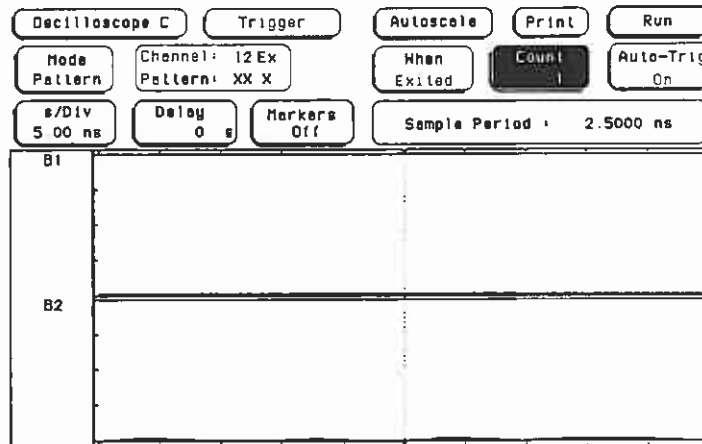 Oscilloscope C Trigger Autoscale Print Run
Mode Pattern
Channel: 12 Ex
Pattern: XX X
When Exited
Count 1
Auto-Trig On
s/Div 5.00 ns
Delay 0 s
Markers Off
Sample Period : 2.5000 ns
B1
B2